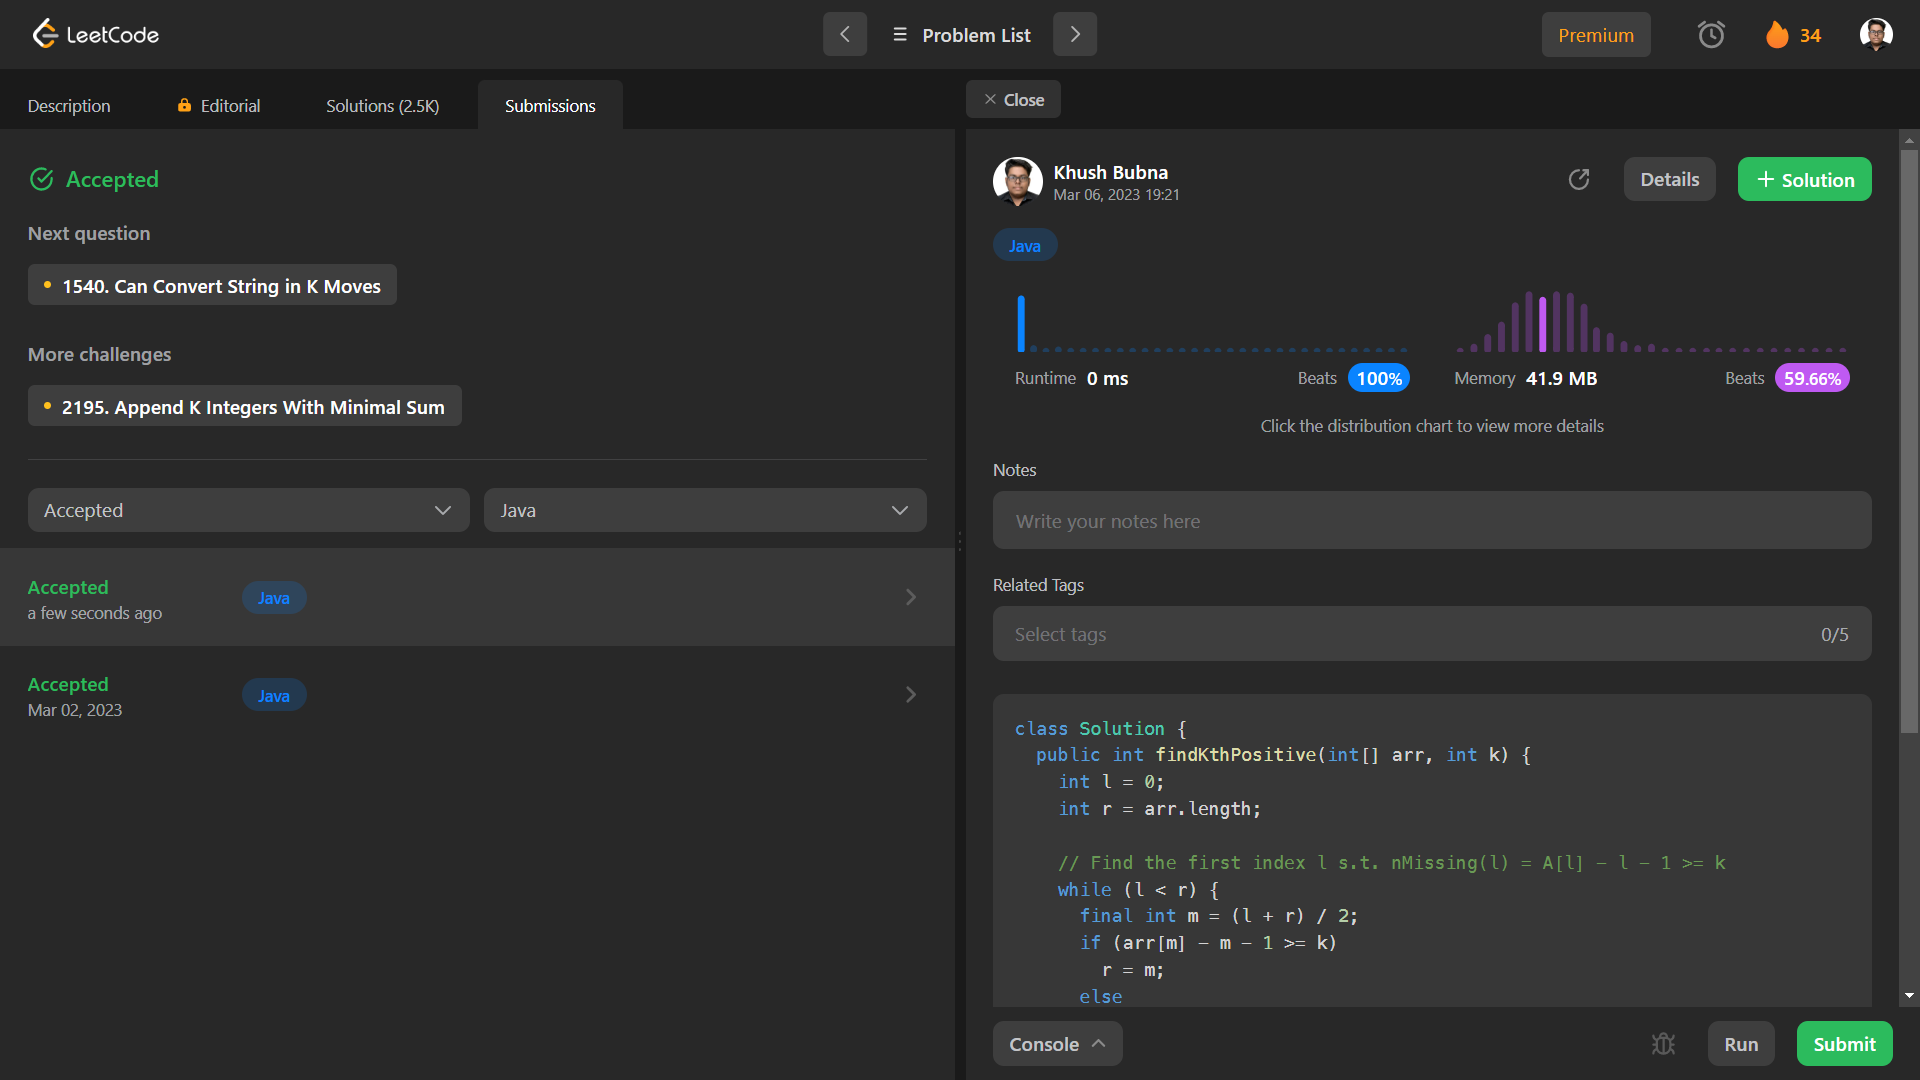 LeetCode
Problem List
Premium
34
Description
Editorial
Solutions (2.5K)
Submissions
Close
Accepted
Next question
1540. Can Convert String in K Moves
More challenges
2195. Append K Integers With Minimal Sum
Accepted
Java
Accepted
a few seconds ago
Java
Accepted
Mar 02, 2023
Java
Khush Bubna
Mar 06, 2023 19:21
Details
+ Solution
Java
Runtime 0 ms
Beats 100%
Memory 41.9 MB
Beats 59.66%
Click the distribution chart to view more details
Notes
Write your notes here
Related Tags
Select tags
0/5
class Solution {
public int findKthPositive(int[] arr, int k) {
int l = 0;
int r = arr.length;
// Find the first index l s.t. nMissing(l) = A[l] - l - 1 >= k
while (l < r) {
final int m = (l + r) / 2;
if (arr[m] - m - 1 >= k)
r = m;
else
Console
Run
Submit